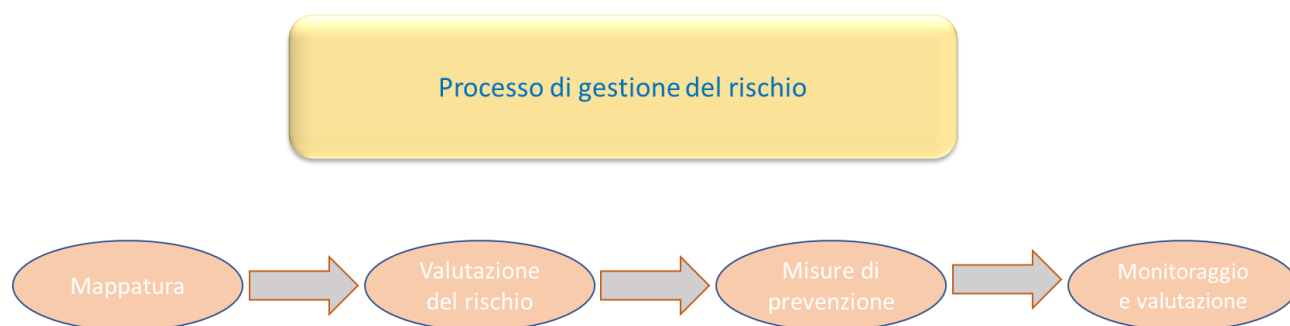 Processo di gestione del rischio
Mappatura
Valutazione
del rischio
Misure di
prevenzione
Monitoraggio
e valutazione